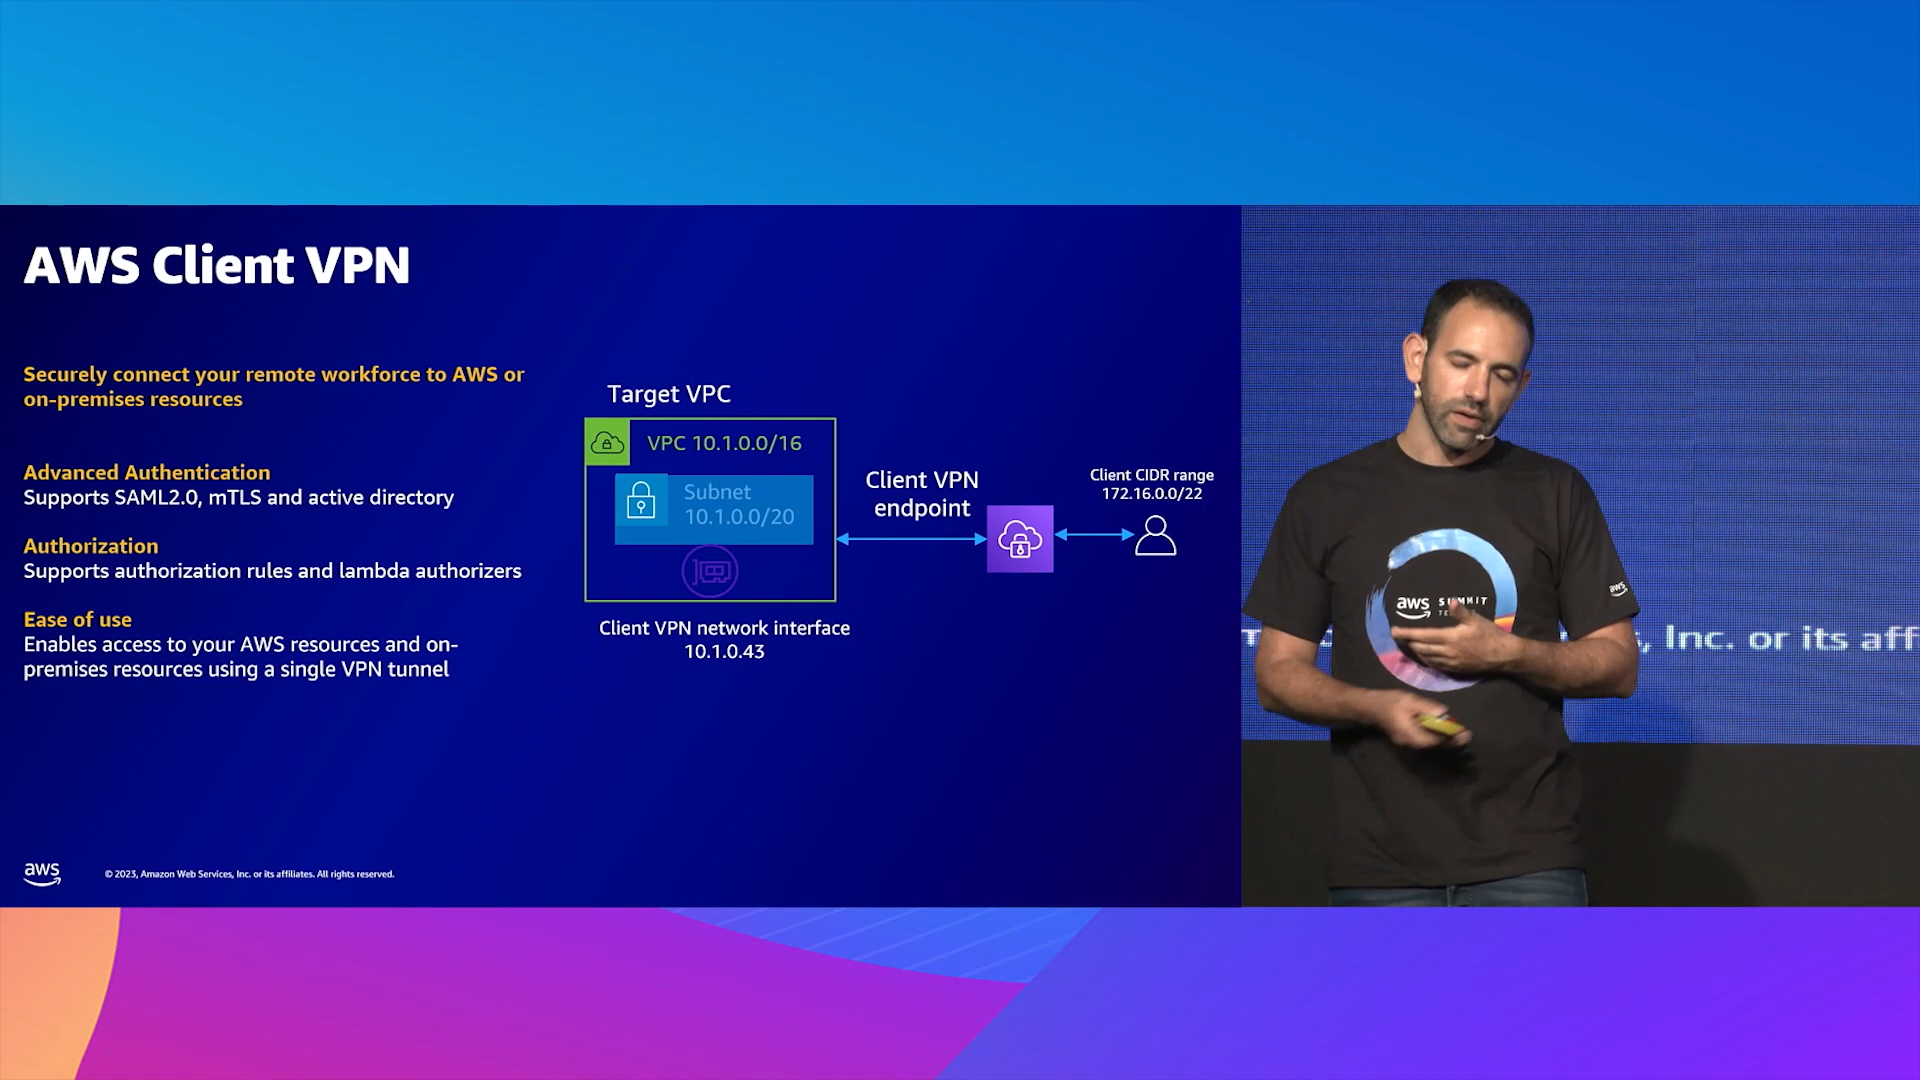 AWS Client VPN
Securely connect your remote workforce to AWS or
on-premises resources
Advanced Authentication
Supports SAML2.0, mTLS and active directory
Authorization
Supports authorization rules and lambda authorizers
Ease of use
Enables access to your AWS resources and on-
premises resources using a single VPN tunnel
Target VPC
VPC 10.1.0.0/16
Subnet
10.1.0.0/20
Client VPN network interface
10.1.0.43
Client VPN
endpoint
Client CIDR range
172.16.0.0/22
aws
© 2023, Amazon Web Services, Inc. or its affiliates. All rights reserved.
aws
aws
, Inc. or its aff